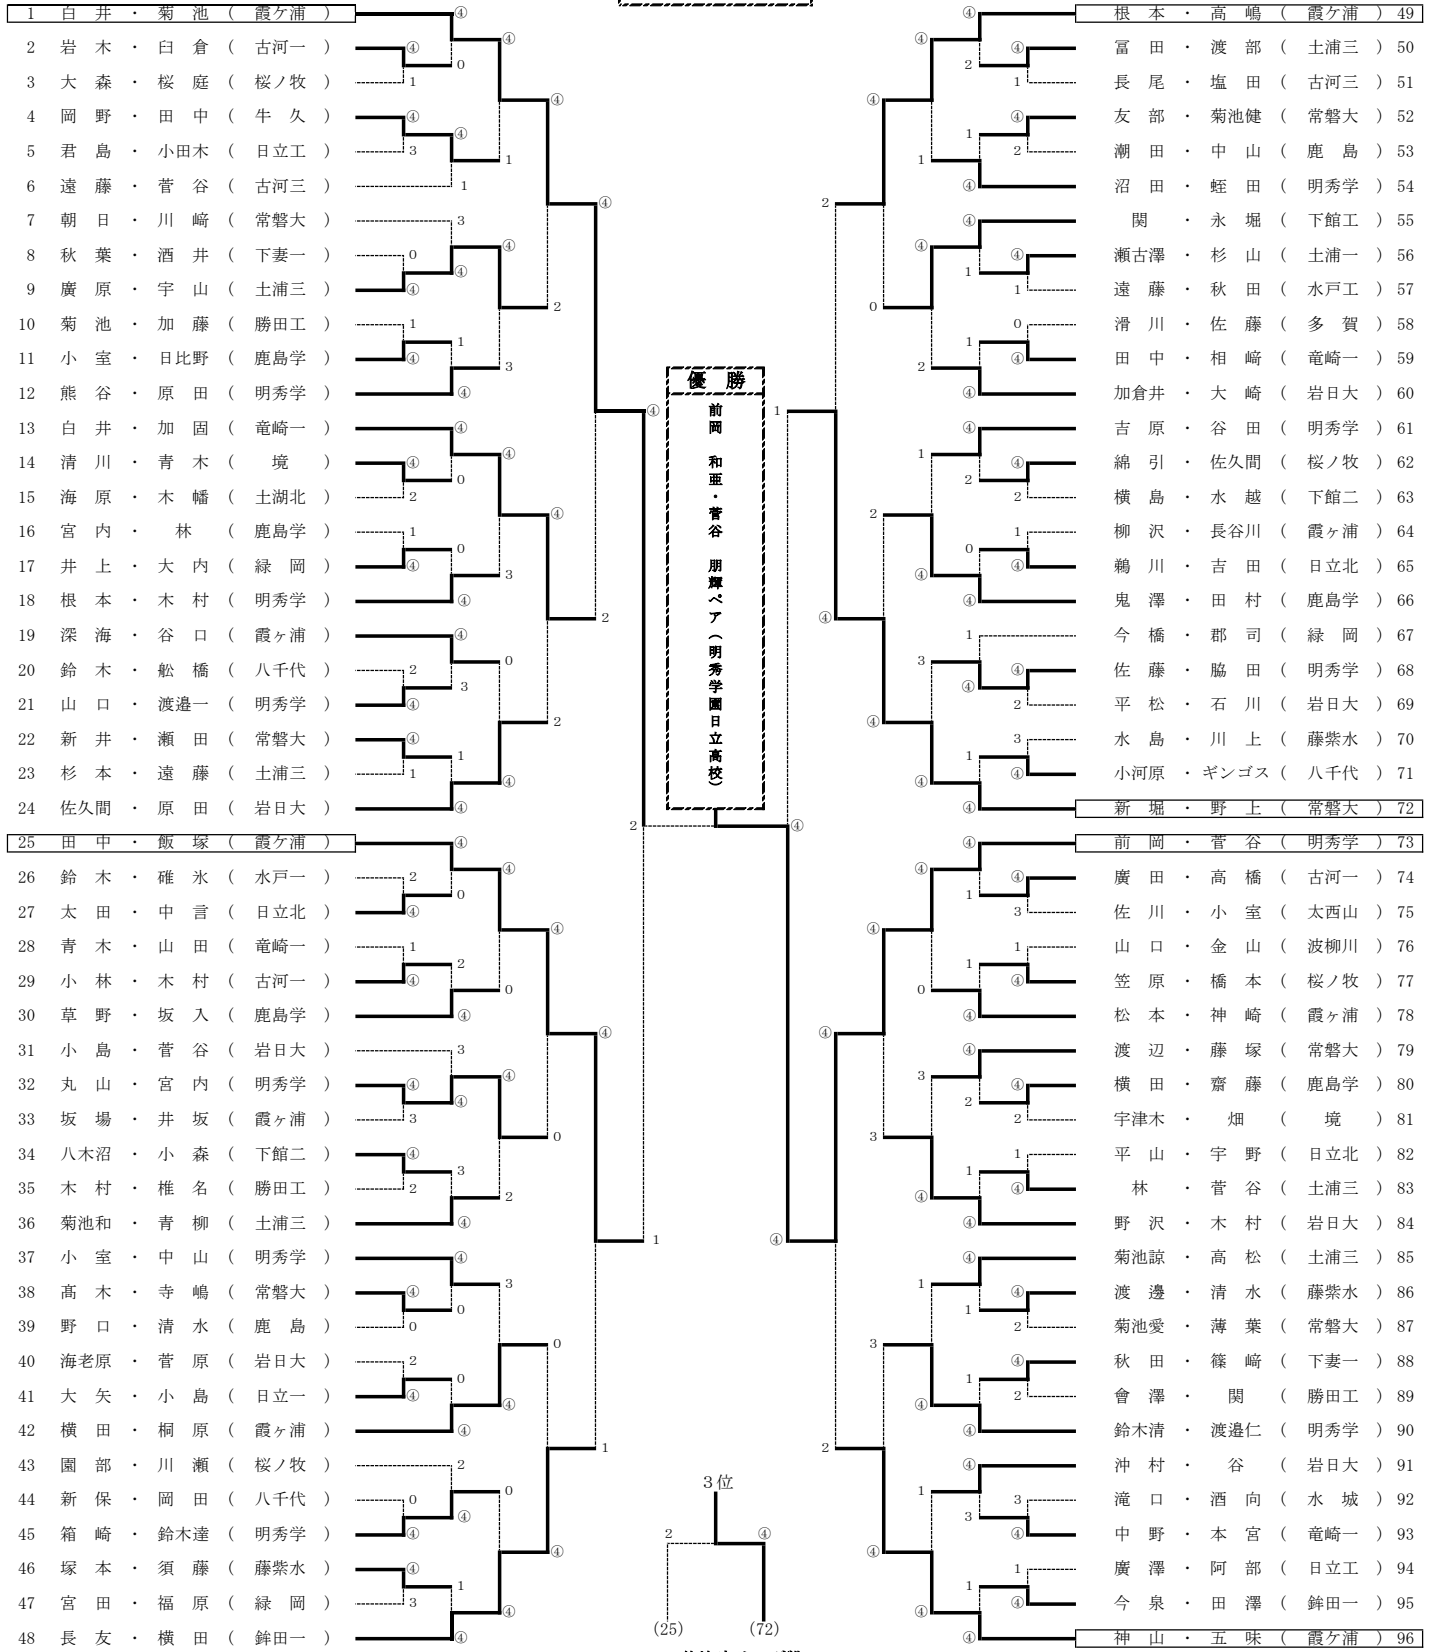 1 白井・菊池（霞ケ浦）
2 岩木・臼倉（古河一）
3 大森・桜庭（桜ノ牧）
4 岡野・田中（牛久）
5 君島・小田木（日立工）
6 遠藤・菅谷（古河三）
7 朝日・川﨑（常磐大）
8 秋葉・酒井（下妻一）
9 廣原・宇山（土浦三）
10 菊池・加藤（勝田工）
11 小室・日比野（鹿島学）
12 熊谷・原田（明秀学）
13 白井・加固（竜崎一）
14 清川・青木（境）
15 海原・木幡（土湖北）
16 宮内・林（鹿島学）
17 井上・大内（緑岡）
18 根本・木村（明秀学）
19 深海・谷口（霞ヶ浦）
20 鈴木・舩橋（八千代）
21 山口・渡邉一（明秀学）
22 新井・瀬田（常磐大）
23 杉本・遠藤（土浦三）
24 佐久間・原田（岩日大）
25 田中・飯塚（霞ケ浦）
26 鈴木・碓氷（水戸一）
27 太田・中言（日立北）
28 青木・山田（竜崎一）
29 小林・木村（古河一）
30 草野・坂入（鹿島学）
31 小島・菅谷（岩日大）
32 丸山・宮内（明秀学）
33 坂場・井坂（霞ヶ浦）
34 八木沼・小森（下館二）
35 木村・椎名（勝田工）
36 菊池和・青柳（土浦三）
37 小室・中山（明秀学）
38 髙木・寺嶋（常磐大）
39 野口・清水（鹿島）
40 海老原・菅原（岩日大）
41 大矢・小島（日立一）
42 横田・桐原（霞ヶ浦）
43 園部・川瀬（桜ノ牧）
44 新保・岡田（八千代）
45 箱崎・鈴木達（明秀学）
46 塚本・須藤（藤紫水）
47 宮田・福原（緑岡）
48 長友・横田（鉾田一）
優勝
前岡 和亜・菅谷 朋輝ペア（明秀学園日立高校）
3位
2 ④
(25) (72)
根本・高嶋（霞ケ浦）49
冨田・渡部（土浦三）50
長尾・塩田（古河三）51
友部・菊池健（常磐大）52
潮田・中山（鹿島）53
沼田・蛭田（明秀学）54
関・永堀（下館工）55
瀬古澤・杉山（土浦一）56
遠藤・秋田（水戸工）57
滑川・佐藤（多賀）58
田中・相﨑（竜崎一）59
加倉井・大崎（岩日大）60
吉原・谷田（明秀学）61
綿引・佐久間（桜ノ牧）62
横島・水越（下館二）63
柳沢・長谷川（霞ヶ浦）64
鵜川・吉田（日立北）65
鬼澤・田村（鹿島学）66
今橋・郡司（緑岡）67
佐藤・脇田（明秀学）68
平松・石川（岩日大）69
水島・川上（藤紫水）70
小河原・ギンゴス（八千代）71
新堀・野上（常磐大）72
前岡・菅谷（明秀学）73
廣田・高橋（古河一）74
佐川・小室（太西山）75
山口・金山（波柳川）76
笠原・橋本（桜ノ牧）77
松本・神崎（霞ヶ浦）78
渡辺・藤塚（常磐大）79
横田・齋藤（鹿島学）80
宇津木・畑（境）81
平山・宇野（日立北）82
林・菅谷（土浦三）83
野沢・木村（岩日大）84
菊池諒・高松（土浦三）85
渡邊・清水（藤紫水）86
菊池愛・薄葉（常磐大）87
秋田・篠﨑（下妻一）88
會澤・関（勝田工）89
鈴木清・渡邉仁（明秀学）90
沖村・谷（岩日大）91
滝口・酒向（水城）92
中野・本宮（竜崎一）93
廣澤・阿部（日立工）94
今泉・田澤（鉾田一）95
神山・五味（霞ケ浦）96